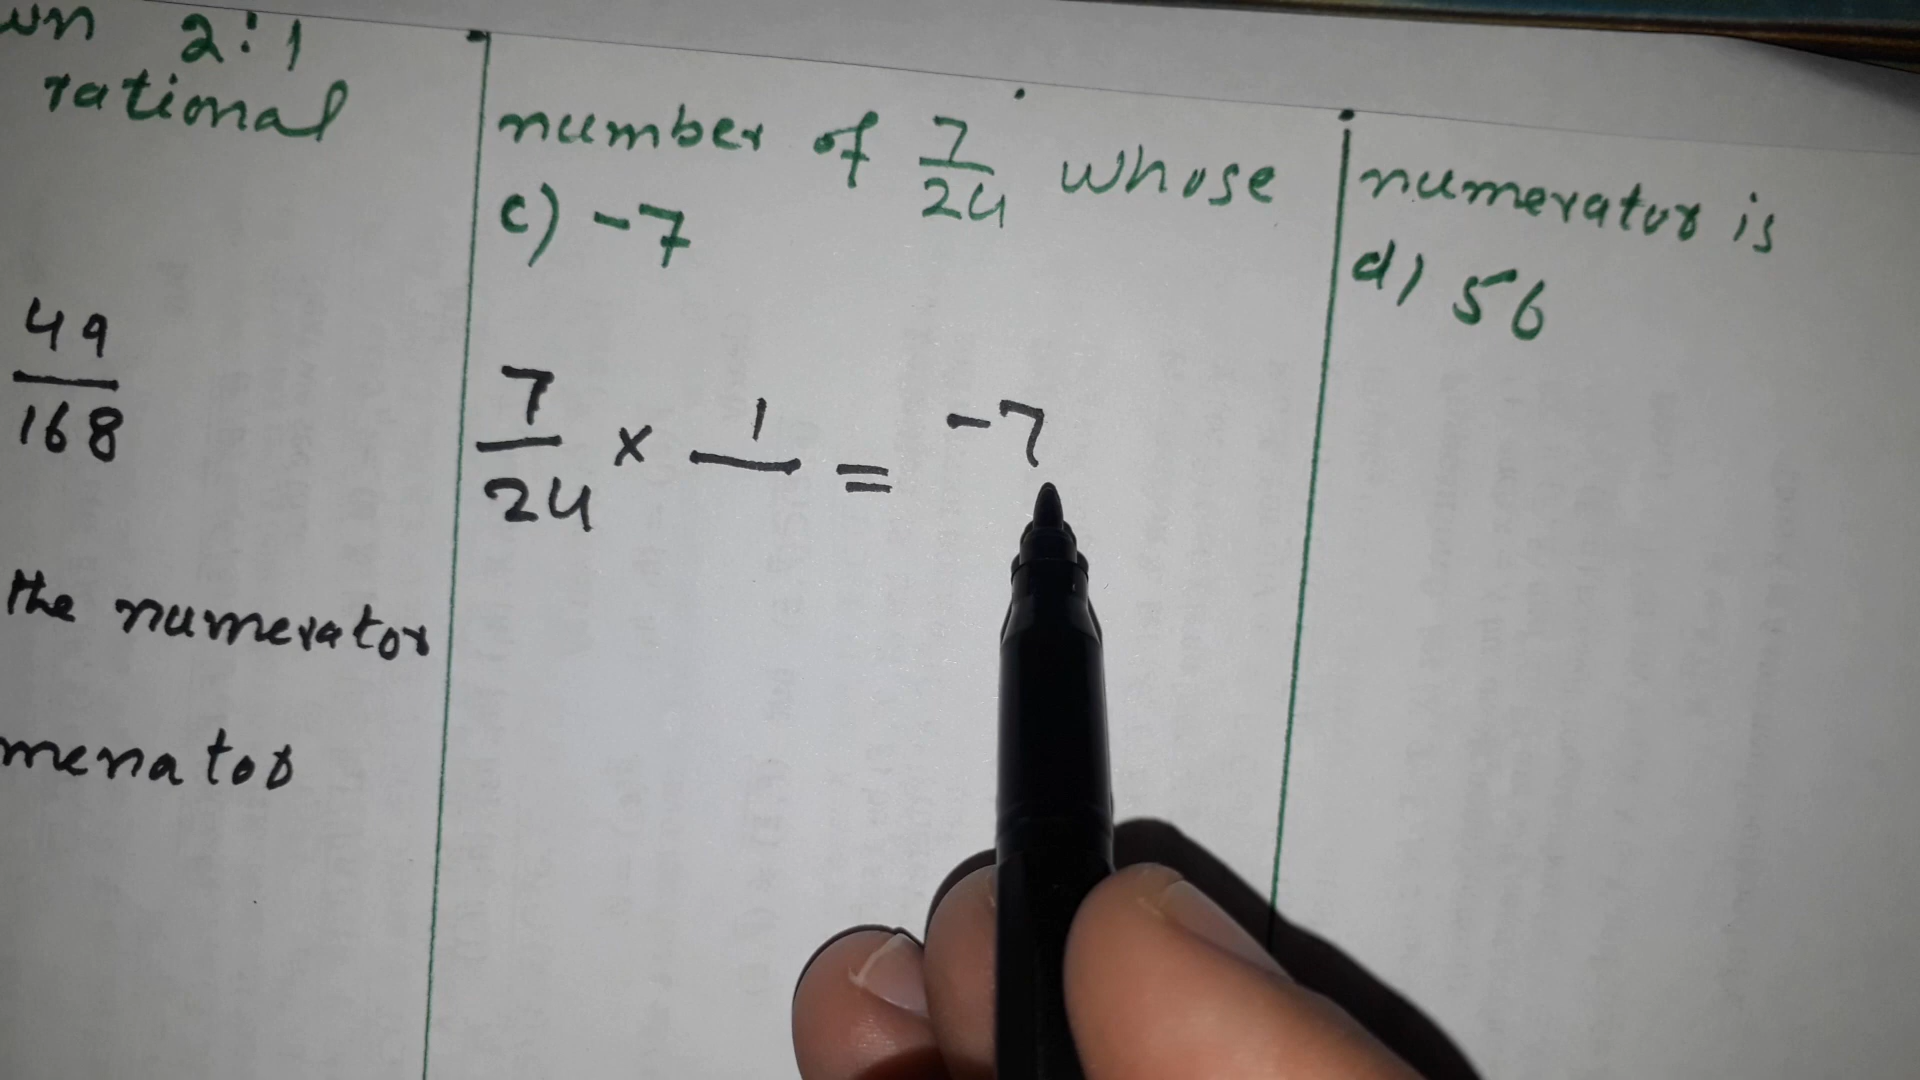 wn 2:1
rational number of 7/24 whose numerator is
c) -7
d) 56
49/168
7/24 × 1/ = -7
the numerator
menator